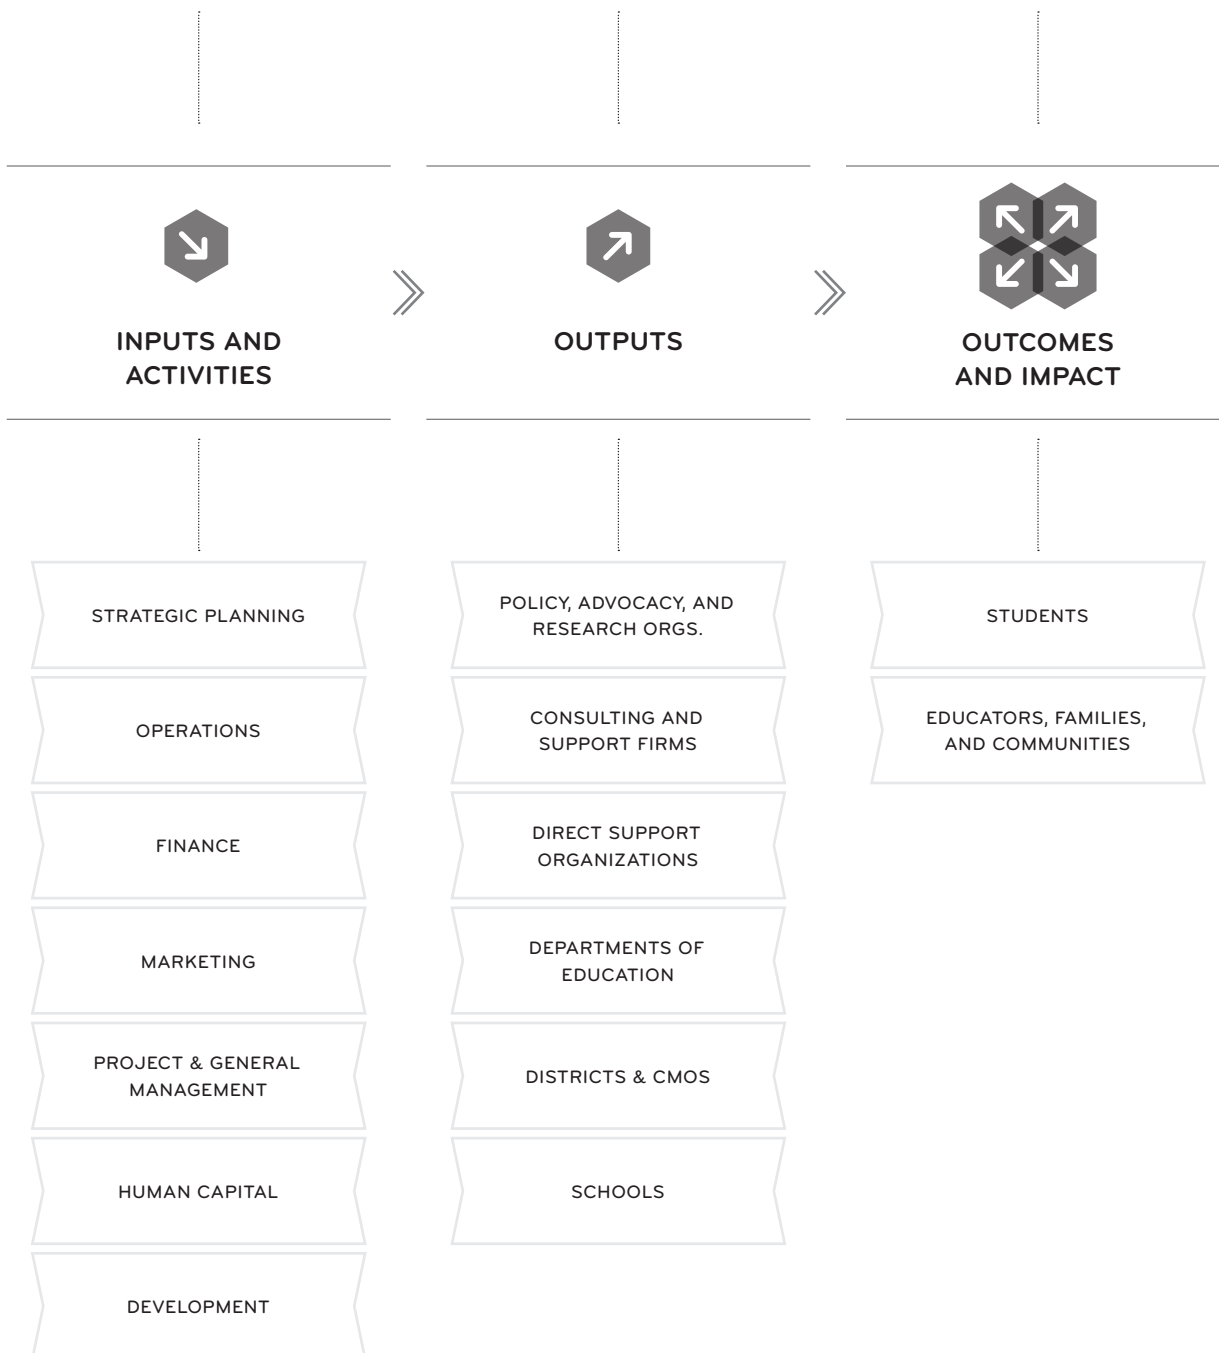 INPUTS AND
ACTIVITIES
OUTPUTS
OUTCOMES
AND IMPACT
STRATEGIC PLANNING
OPERATIONS
FINANCE
MARKETING
PROJECT & GENERAL
MANAGEMENT
HUMAN CAPITAL
DEVELOPMENT
POLICY, ADVOCACY, AND
RESEARCH ORGS.
CONSULTING AND
SUPPORT FIRMS
DIRECT SUPPORT
ORGANIZATIONS
DEPARTMENTS OF
EDUCATION
DISTRICTS & CMOS
SCHOOLS
STUDENTS
EDUCATORS, FAMILIES,
AND COMMUNITIES